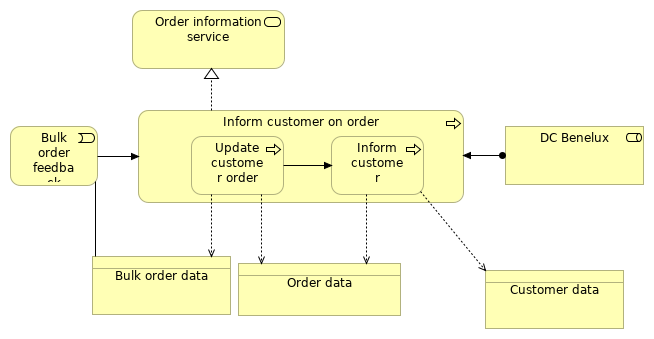 Order information
service
Inform customer on order
Bulk
order
feedba
ck
Update
custome
r order
Inform
custome
r
DC Benelux
Bulk order data
Order data
Customer data